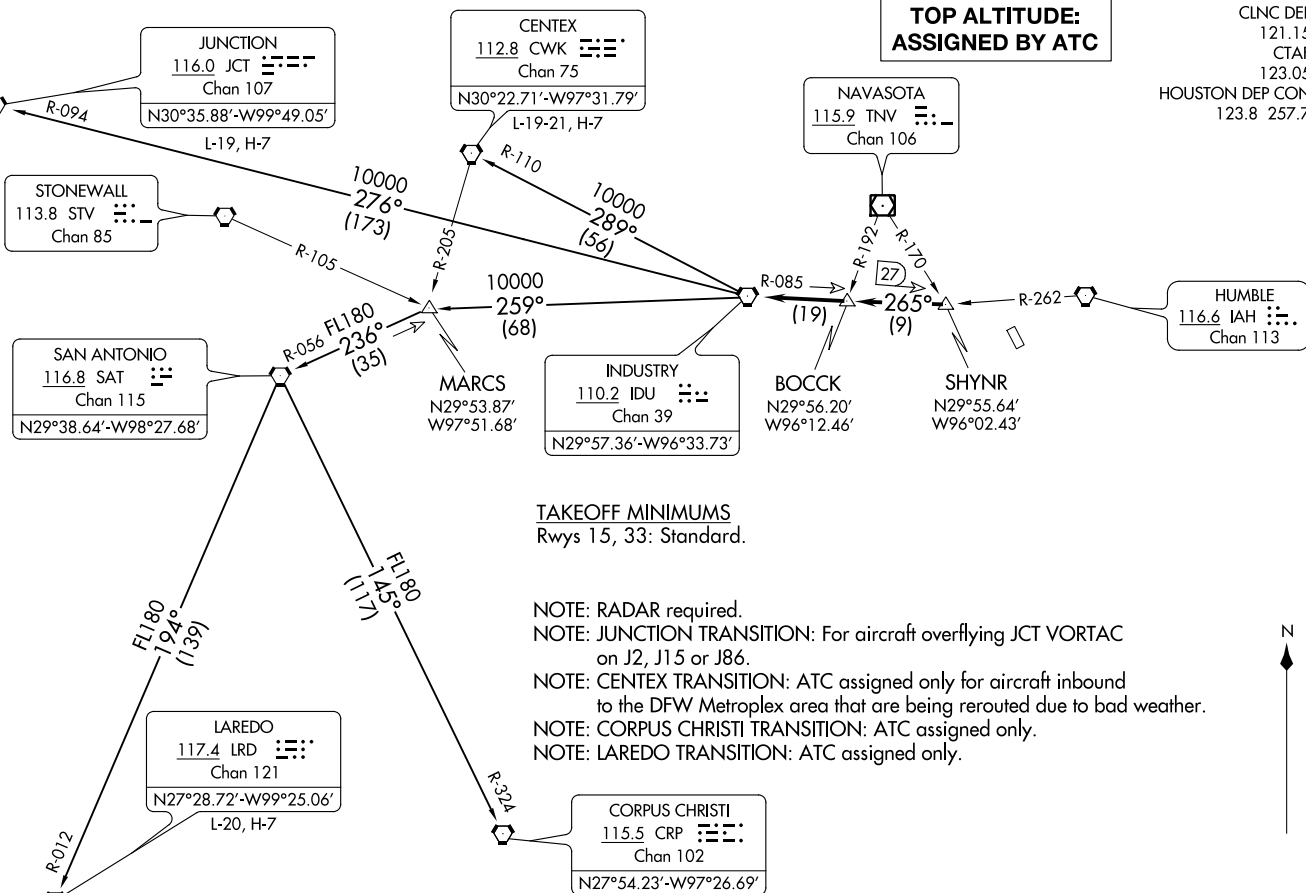 TOP ALTITUDE:
ASSIGNED BY ATC
CLNC DEL
121.15
CTAF
123.05
HOUSTON DEP CON
123.8 257.7
JUNCTION
116.0 JCT
Chan 107
N30°35.88'-W99°49.05'
L-19, H-7
CENTEX
112.8 CWK
Chan 75
N30°22.71'-W97°31.79'
L-19-21, H-7
NAVASOTA
115.9 TNV
Chan 106
STONEWALL
113.8 STV
Chan 85
R-094
R-110
10000
276°
(173)
10000
289°
(56)
R-205
R-105
R-192
R-170
27
R-085
265°
(19)
(9)
R-262
10000
259°
(68)
HUMBLE
116.6 IAH
Chan 113
FL180
R-056
236°
(35)
SAN ANTONIO
116.8 SAT
Chan 115
N29°38.64'-W98°27.68'
MARCS
N29°53.87'
W97°51.68'
INDUSTRY
110.2 IDU
Chan 39
N29°57.36'-W96°33.73'
BOCCK
N29°56.20'
W96°12.46'
SHYNR
N29°55.64'
W96°02.43'
TAKEOFF MINIMUMS
Rwys 15, 33: Standard.
FL180
194°
(139)
FL180
145°
(117)
NOTE: RADAR required.
NOTE: JUNCTION TRANSITION: For aircraft overflying JCT VORTAC
on J2, J15 or J86.
NOTE: CENTEX TRANSITION: ATC assigned only for aircraft inbound
to the DFW Metroplex area that are being rerouted due to bad weather.
NOTE: CORPUS CHRISTI TRANSITION: ATC assigned only.
NOTE: LAREDO TRANSITION: ATC assigned only.
N
LAREDO
117.4 LRD
Chan 121
N27°28.72'-W99°25.06'
L-20, H-7
R-012
R-324
CORPUS CHRISTI
115.5 CRP
Chan 102
N27°54.23'-W97°26.69'